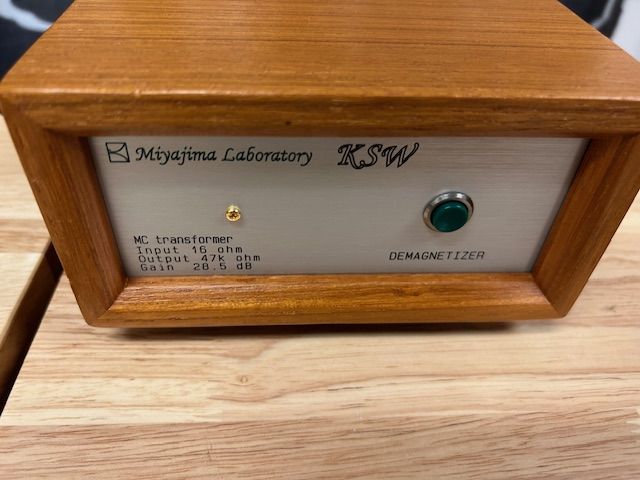 Miyajima Laboratory KSW
MC transformer
Input 16 ohm
Output 47k ohm
Gain 28.5 dB
DEMAGNETIZER